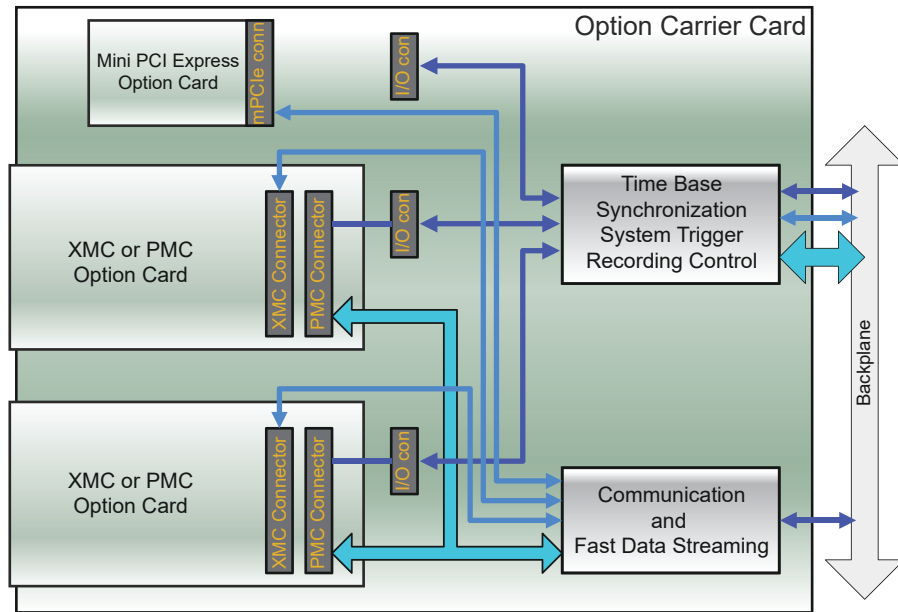 Option Carrier Card
Mini PCI Express
Option Card
mPCIe conn
I/O con
XMC or PMC
Option Card
XMC Connector
PMC Connector
I/O con
Time Base
Synchronization
System Trigger
Recording Control
Backplane
XMC or PMC
Option Card
XMC Connector
PMC Connector
I/O con
Communication
and
Fast Data Streaming